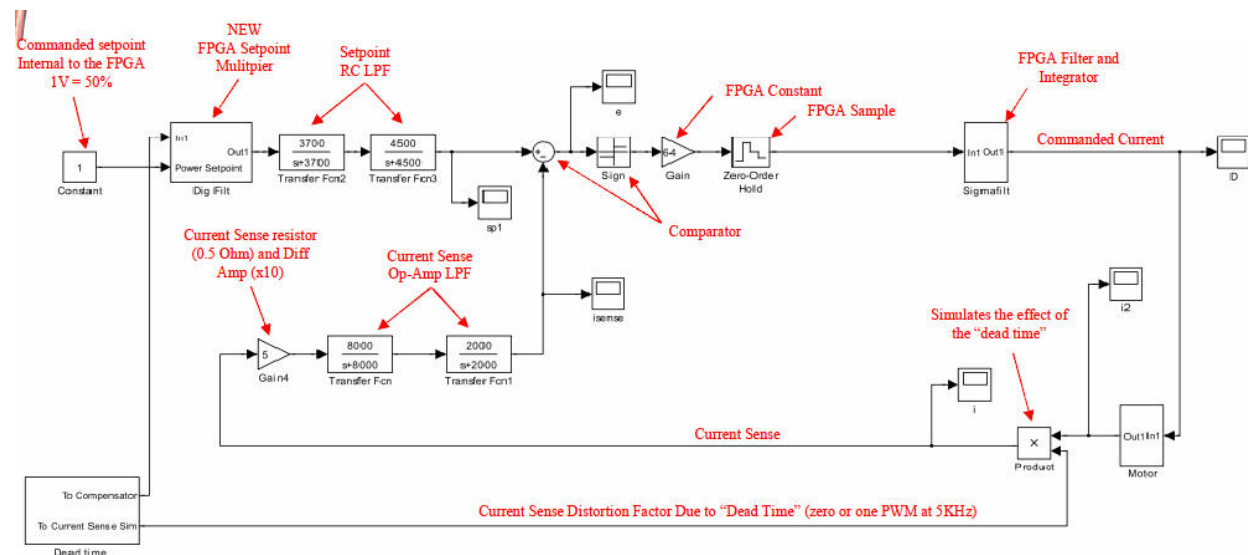 Commanded setpoint
Internal to the FPGA
1V = 50%
NEW
FPGA Setpoint
Mulitpier
Setpoint
RC LPF
FPGA Constant
FPGA Sample
FPGA Filter and
Integrator
e
In1
Out1
Power Setpoint
Dig Filt
1
Constant
3700
s+3700
Transfer Fcn2
4500
s+4500
Transfer Fcn3
sp1
Sign
64
Gain
Zero-Order
Hold
In1 Out1
Sigmafilt
Commanded Current
ID
Comparator
Current Sense resistor
(0.5 Ohm) and Diff
Amp (x10)
Current Sense
Op-Amp LPF
isense
5
Gain4
8000
s+8000
Transfer Fcn
2000
s+2000
Transfer Fcn1
Simulates the effect of
the “dead time”
i2
i
Current Sense
×
Product
Out1 In1
Motor
To Compensator
To Current Sense Sim
Dead time
Current Sense Distortion Factor Due to “Dead Time” (zero or one PWM at 5KHz)